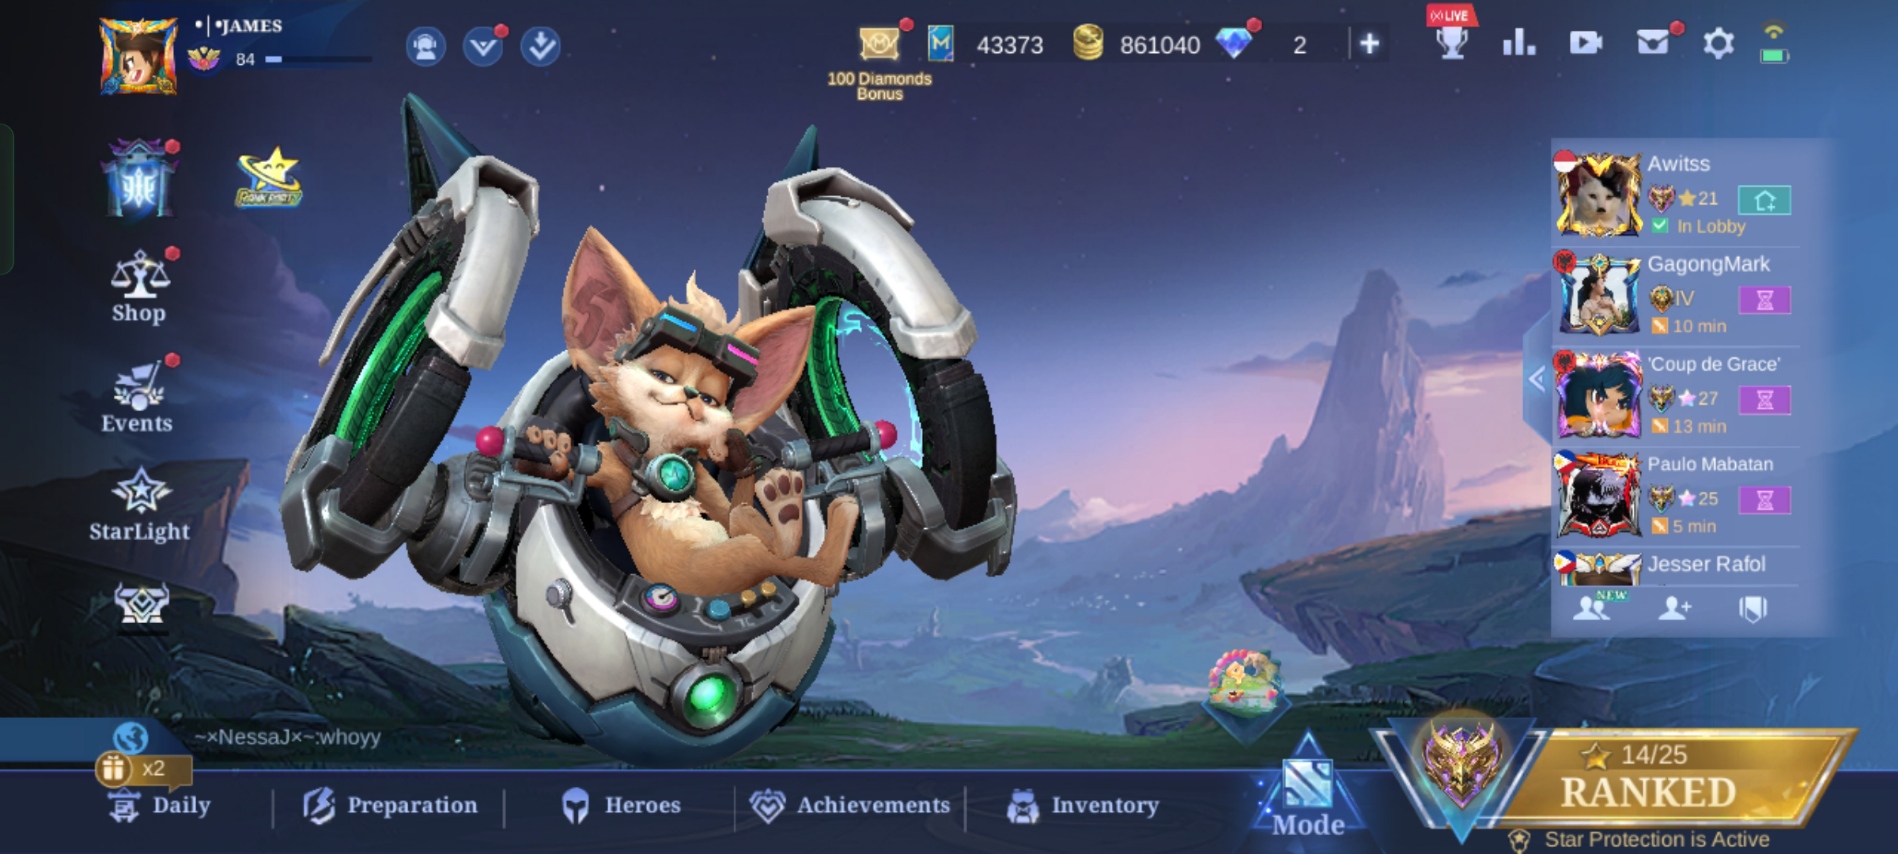 •|•JAMES
84
100 Diamonds
Bonus
43373
861040
2
LIVE
RANK PARTY
Shop
Events
StarLight
Awitss
21
In Lobby
GagongMark
IV
10 min
'Coup de Grace'
27
13 min
Paulo Mabatan
25
5 min
Jesser Rafol
NEW
~×NessaJ×~:whoyy
x2
Daily
Preparation
Heroes
Achievements
Inventory
Mode
14/25
RANKED
Star Protection is Active